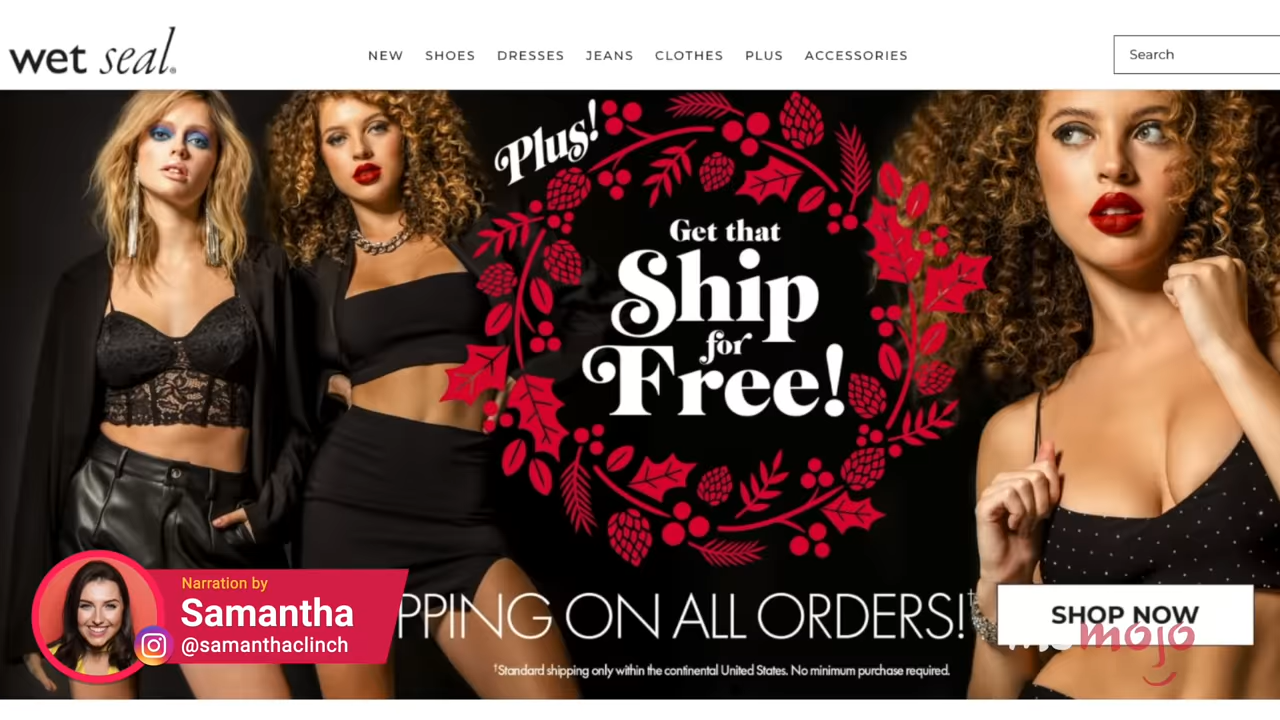 wet seal®
NEW SHOES DRESSES JEANS CLOTHES PLUS ACCESSORIES
Search
Plus!
Get that
Ship
for
Free!
PPING ON ALL ORDERS!†
†Standard shipping only within the continental United States. No minimum purchase required.
SHOP NOW
mojo
Narration by
Samantha
@samanthaclinch